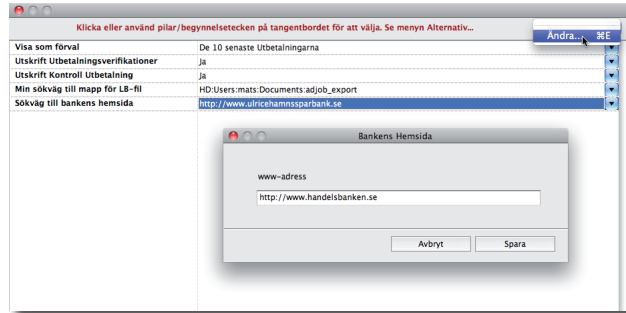 Klicka eller använd pilar/begynnelsetecken på tangentbordet för att välja. Se menyn Alternativ...
Ändra... ⌘E
Visa som förval De 10 senaste Utbetalningarna
Utskrift Utbetalningsverifikationer Ja
Utskrift Kontroll Utbetalning Ja
Min sökväg till mapp för LB-fil HD:Users:mats:Documents:adjob_export
Sökväg till bankens hemsida http://www.ulricehamnssparbank.se
Bankens Hemsida
www-adress
http://www.handelsbanken.se
Avbryt Spara